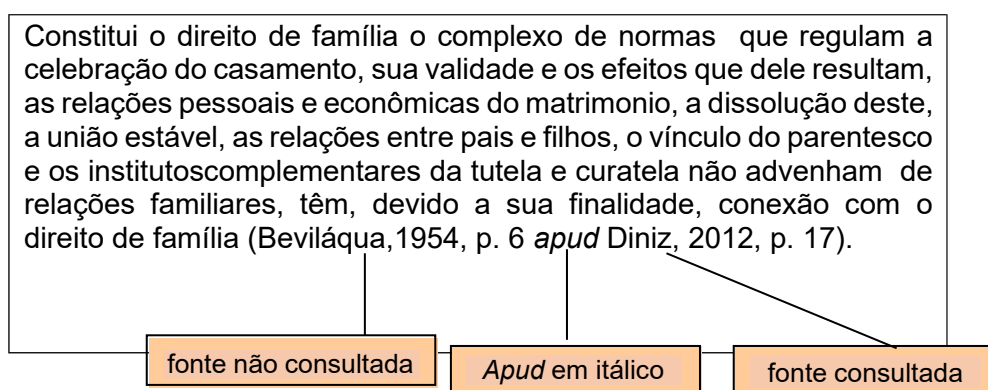 Constitui o direito de família o complexo de normas  que regulam a
celebração do casamento, sua validade e os efeitos que dele resultam,
as relações pessoais e econômicas do matrimonio, a dissolução deste,
a união estável, as relações entre pais e filhos, o vínculo do parentesco
e os institutoscomplementares da tutela e curatela não advenham  de
relações familiares, têm, devido a sua finalidade, conexão com o
direito de família (Beviláqua,1954, p. 6 apud Diniz, 2012, p. 17).
fonte não consultada
Apud em itálico
fonte consultada